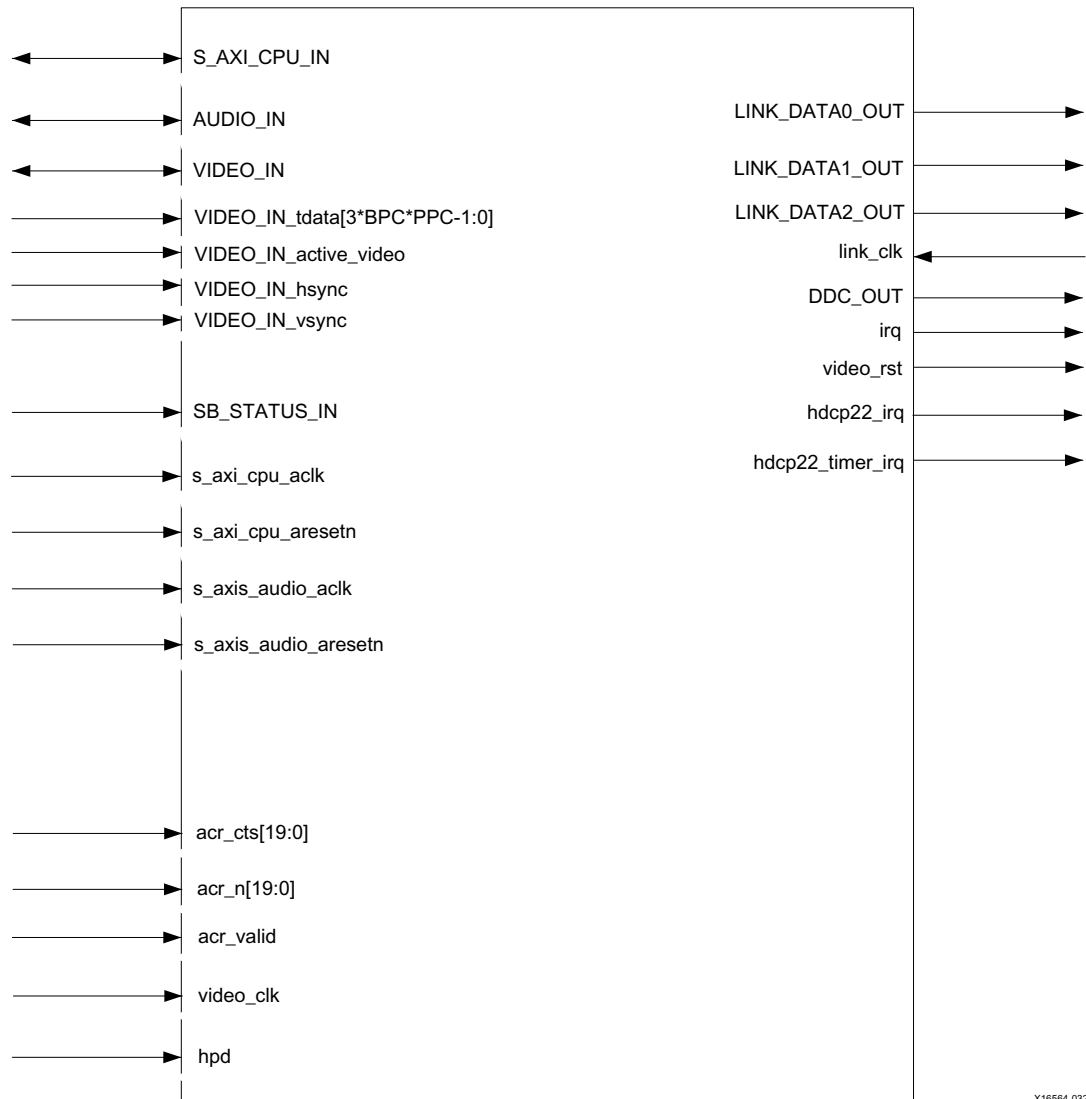 S_AXI_CPU_IN
AUDIO_IN
VIDEO_IN
VIDEO_IN_tdata[3*BPC*PPC-1:0]
VIDEO_IN_active_video
VIDEO_IN_hsync
VIDEO_IN_vsync
SB_STATUS_IN
s_axi_cpu_aclk
s_axi_cpu_aresetn
s_axis_audio_aclk
s_axis_audio_aresetn
acr_cts[19:0]
acr_n[19:0]
acr_valid
video_clk
hpd
LINK_DATA0_OUT
LINK_DATA1_OUT
LINK_DATA2_OUT
link_clk
DDC_OUT
irq
video_rst
hdcp22_irq
hdcp22_timer_irq